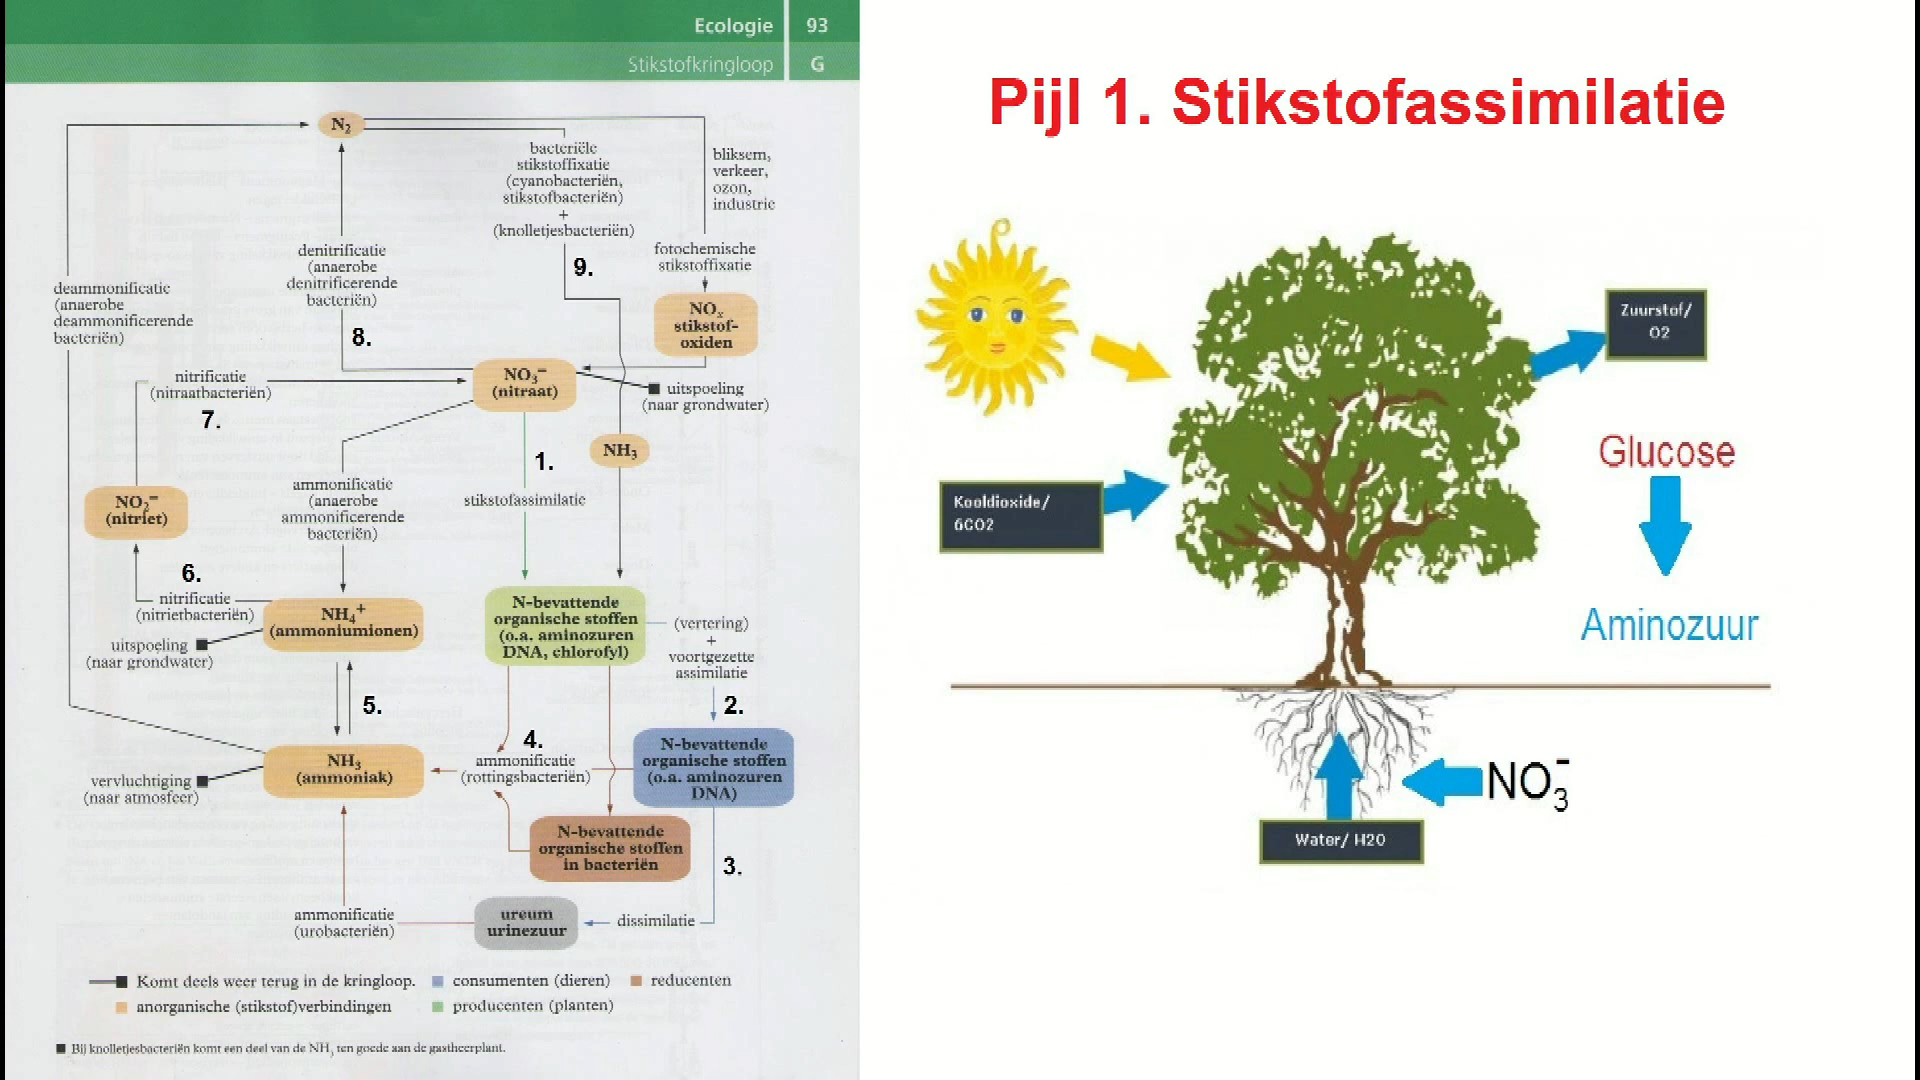 Ecologie 93
Stikstofkringloop G
N₂
bacteriële
stikstoffixatie
(cyanobacteriën,
stikstofbacteriën)
+
(knolletjesbacteriën)
bliksem,
verkeer,
ozon,
industrie
denitrificatie
(anaerobe
denitrificerende
bacteriën)
9.
fotochemische
stikstoffixatie
deammonificatie
(anaerobe
deammonificerende
bacteriën)
8.
NOₓ
stikstof-
oxiden
nitrificatie
(nitraatbacteriën)
7.
NO₃⁻
(nitraat)
uitspoeling
(naar grondwater)
NH₃
1.
stikstofassimilatie
ammonificatie
(anaerobe
ammonificerende
bacteriën)
NO₂⁻
(nitriet)
6.
nitrificatie
(nitrietbacteriën)
NH₄⁺
(ammoniumionen)
uitspoeling
(naar grondwater)
N-bevattende
organische stoffen
(o.a. aminozuren
DNA, chlorofyl)
(vertering)
+
voortgezette
assimilatie
2.
5.
4.
ammonificatie
(rottingsbacteriën)
N-bevattende
organische stoffen
(o.a. aminozuren
DNA)
NH₃
(ammoniak)
vervluchtiging
(naar atmosfeer)
N-bevattende
organische stoffen
in bacteriën
3.
ammonificatie
(urobacteriën)
ureum
urinezuur
dissimilatie
Komt deels weer terug in de kringloop.
consumenten (dieren)
reducenten
anorganische (stikstof)verbindingen
producenten (planten)
Bij knolletjesbacteriën komt een deel van de NH₃ ten goede aan de gastheerplant.
Pijl 1. Stikstofassimilatie
Zuurstof/
O2
Kooldioxide/
6CO2
Glucose
Aminozuur
NO₃⁻
Water/ H2O